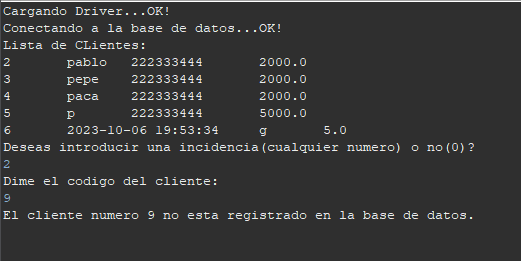 Cargando Driver...OK!
Conectando a la base de datos...OK!
Lista de CLientes:
2 pablo 222333444 2000.0
3 pepe 222333444 2000.0
4 paca 222333444 2000.0
5 p 222333444 5000.0
6 2023-10-06 19:53:34 g 5.0
Deseas introducir una incidencia(cualquier numero) o no(0)?
2
Dime el codigo del cliente:
9
El cliente numero 9 no esta registrado en la base de datos.